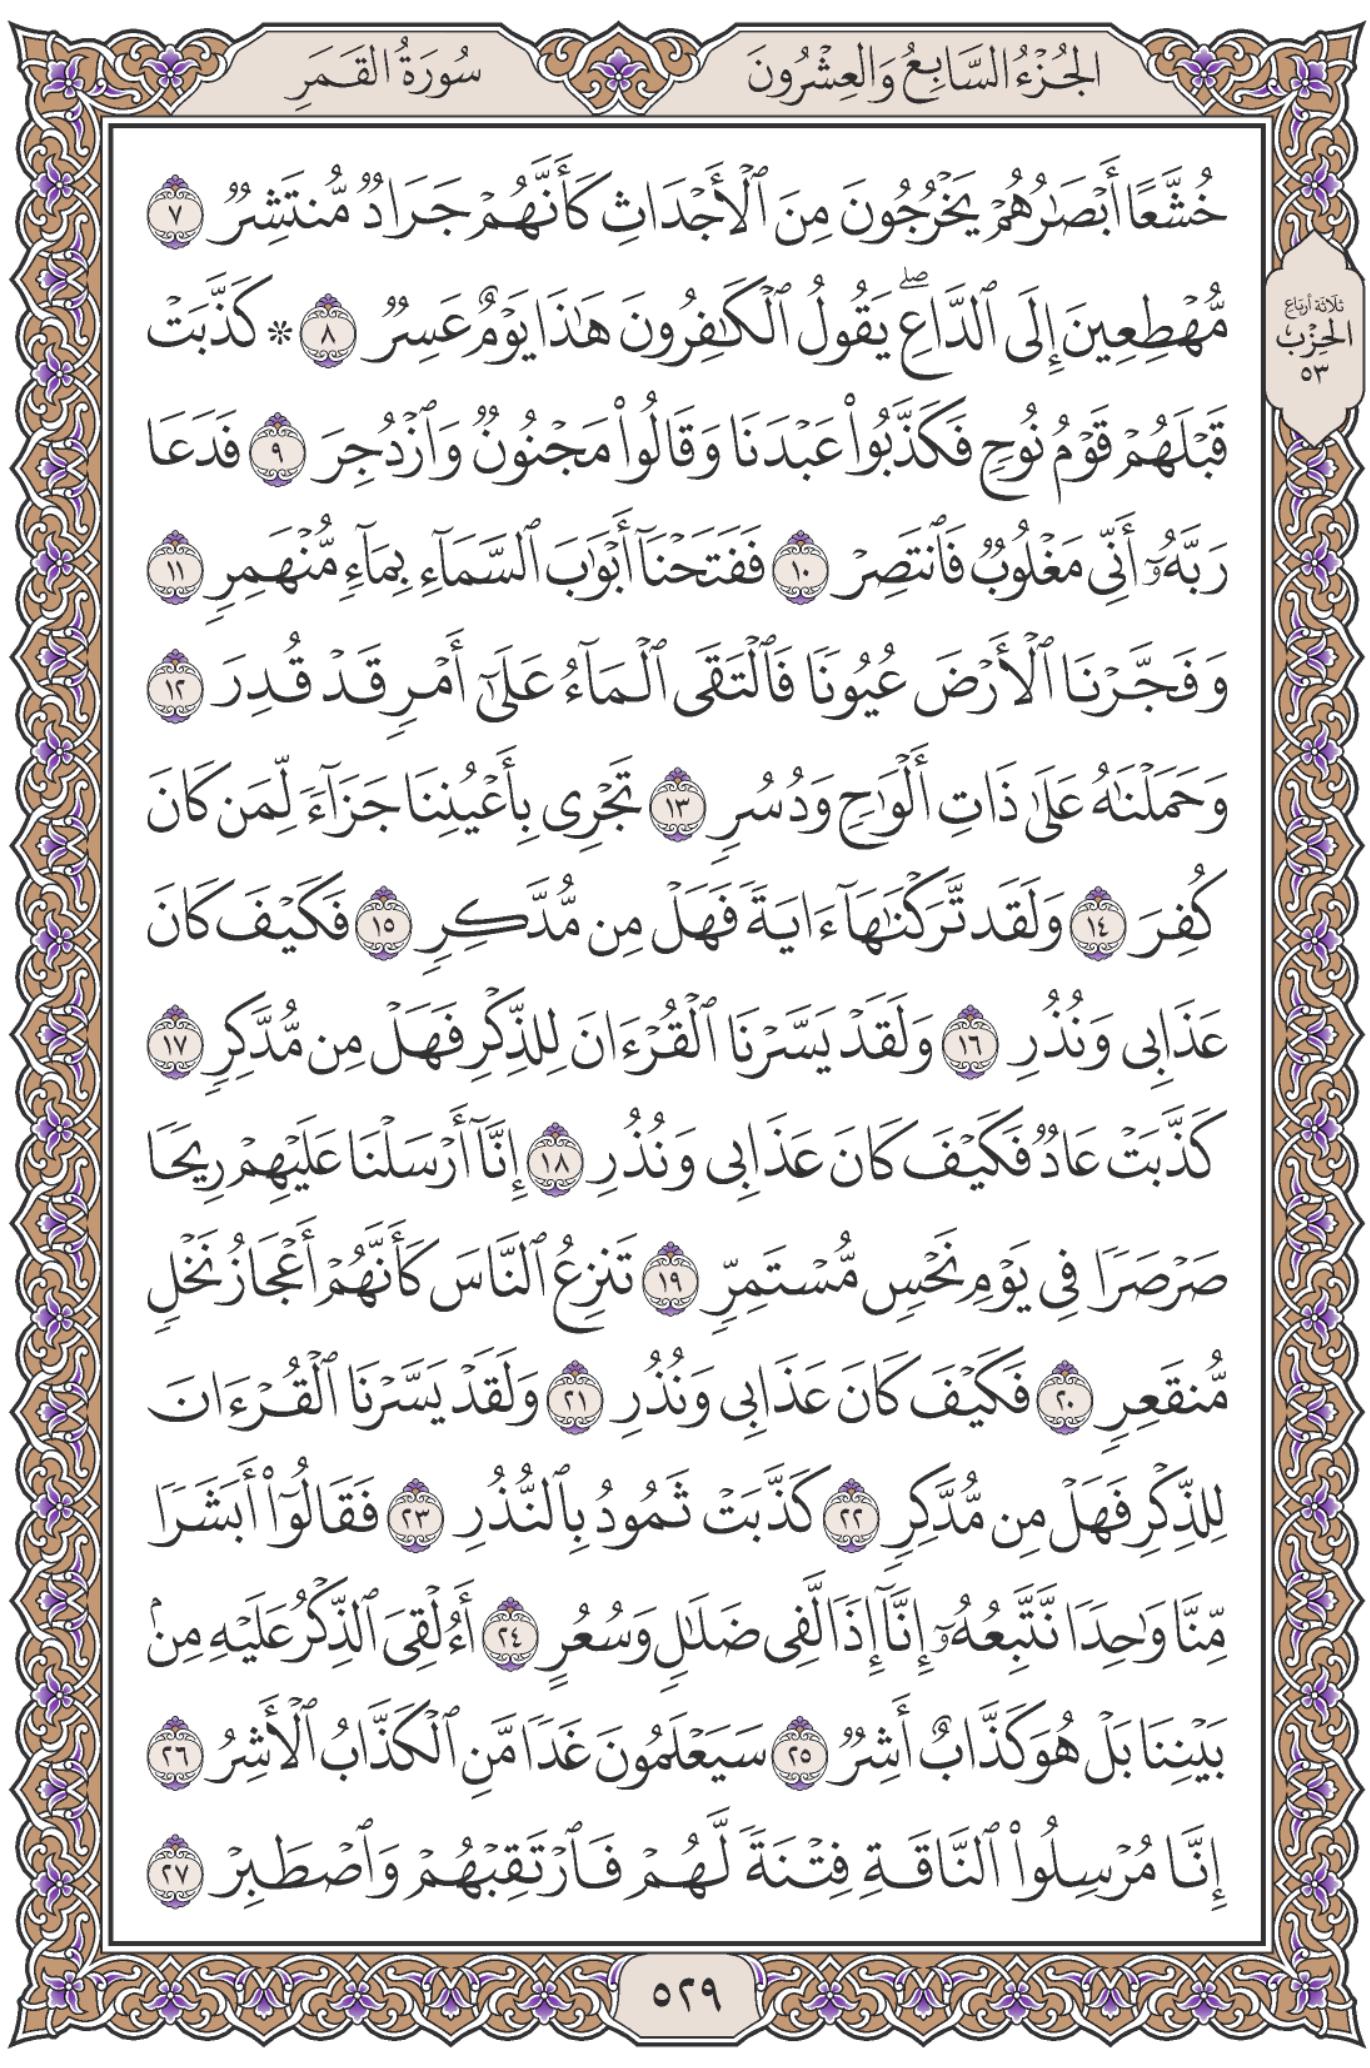 الجُزْءُ السَّابِعُ وَالعِشْرُونَ
سُورَةُ القَمَرِ
خُشَّعًا أَبْصَٰرُهُمْ يَخْرُجُونَ مِنَ ٱلْأَجْدَاثِ كَأَنَّهُمْ جَرَادٌ مُّنتَشِرٌ ٧
مُّهْطِعِينَ إِلَى ٱلدَّاعِ ۖ يَقُولُ ٱلْكَٰفِرُونَ هَٰذَا يَوْمٌ عَسِرٌ ٨ * كَذَّبَتْ
ثلاثة أرباع
الحِزْب
٥٣
قَبْلَهُمْ قَوْمُ نُوحٍ فَكَذَّبُوا۟ عَبْدَنَا وَقَالُوا۟ مَجْنُونٌ وَٱزْدُجِرَ ٩ فَدَعَا
رَبَّهُۥٓ أَنِّى مَغْلُوبٌ فَٱنتَصِرْ ١٠ فَفَتَحْنَآ أَبْوَٰبَ ٱلسَّمَآءِ بِمَآءٍ مُّنْهَمِرٍ ١١
وَفَجَّرْنَا ٱلْأَرْضَ عُيُونًا فَٱلْتَقَى ٱلْمَآءُ عَلَىٰٓ أَمْرٍ قَدْ قُدِرَ ١٢
وَحَمَلْنَٰهُ عَلَىٰ ذَاتِ أَلْوَٰحٍ وَدُسُرٍ ١٣ تَجْرِى بِأَعْيُنِنَا جَزَآءً لِّمَن كَانَ
كُفِرَ ١٤ وَلَقَد تَّرَكْنَٰهَآ ءَايَةً فَهَلْ مِن مُّدَّكِرٍ ١٥ فَكَيْفَ كَانَ
عَذَابِى وَنُذُرِ ١٦ وَلَقَدْ يَسَّرْنَا ٱلْقُرْءَانَ لِلذِّكْرِ فَهَلْ مِن مُّدَّكِرٍ ١٧
كَذَّبَتْ عَادٌ فَكَيْفَ كَانَ عَذَابِى وَنُذُرِ ١٨ إِنَّآ أَرْسَلْنَا عَلَيْهِمْ رِيحًا
صَرْصَرًا فِى يَوْمِ نَحْسٍ مُّسْتَمِرٍّ ١٩ تَنزِعُ ٱلنَّاسَ كَأَنَّهُمْ أَعْجَازُ نَخْلٍ
مُّنقَعِرٍ ٢٠ فَكَيْفَ كَانَ عَذَابِى وَنُذُرِ ٢١ وَلَقَدْ يَسَّرْنَا ٱلْقُرْءَانَ
لِلذِّكْرِ فَهَلْ مِن مُّدَّكِرٍ ٢٢ كَذَّبَتْ ثَمُودُ بِٱلنُّذُرِ ٢٣ فَقَالُوٓا۟ أَبَشَرًا
مِّنَّا وَٰحِدًا نَّتَّبِعُهُۥٓ إِنَّآ إِذًا لَّفِى ضَلَٰلٍ وَسُعُرٍ ٢٤ أَءُلْقِىَ ٱلذِّكْرُ عَلَيْهِ مِنۢ
بَيْنِنَا بَلْ هُوَ كَذَّابٌ أَشِرٌ ٢٥ سَيَعْلَمُونَ غَدًا مَّنِ ٱلْكَذَّابُ ٱلْأَشِرُ ٢٦
إِنَّا مُرْسِلُوا۟ ٱلنَّاقَةِ فِتْنَةً لَّهُمْ فَٱرْتَقِبْهُمْ وَٱصْطَبِرْ ٢٧
٥٢٩